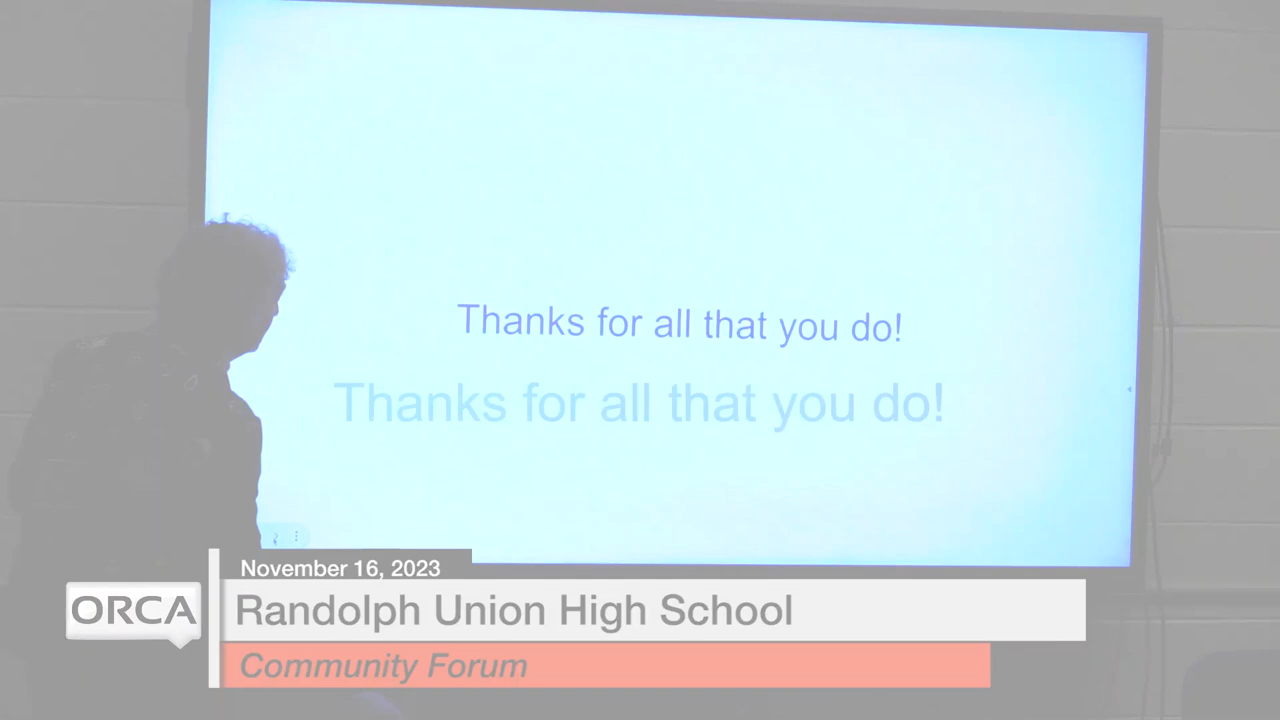 Thanks for all that you do!
Thanks for all that you do!
November 16, 2023
ORCA
Randolph Union High School
Community Forum